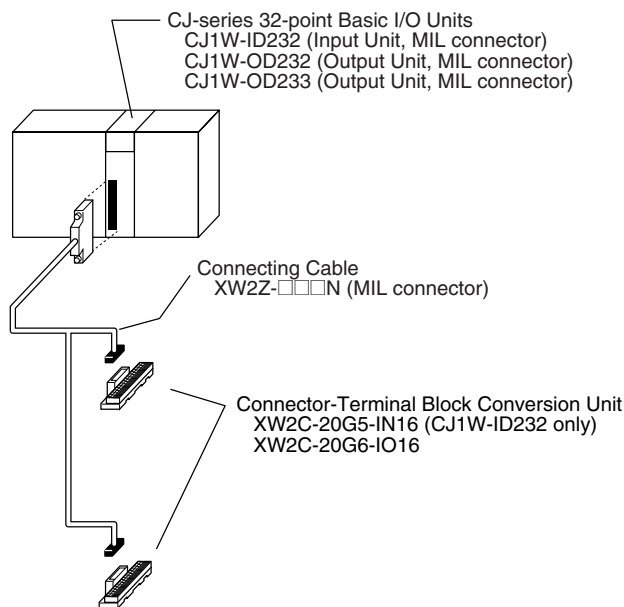 CJ-series 32-point Basic I/O Units
CJ1W-ID232 (Input Unit, MIL connector)
CJ1W-OD232 (Output Unit, MIL connector)
CJ1W-OD233 (Output Unit, MIL connector)
Connecting Cable
XW2Z-□□□N (MIL connector)
Connector-Terminal Block Conversion Unit
XW2C-20G5-IN16 (CJ1W-ID232 only)
XW2C-20G6-IO16